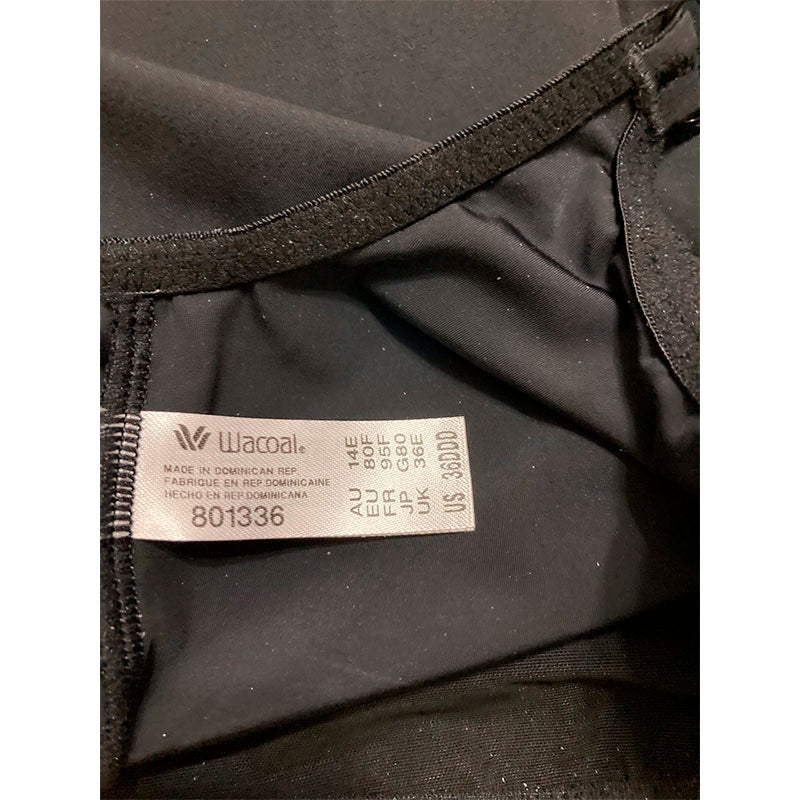 Wacoal®
MADE IN DOMINICAN REP.
FABRIQUE EN REP.DOMINICAINE
HECHO EN REP.DOMINICANA
801336
AU 14E
EU 80F
FR 95F
JP G80
UK 36E
US 36DDD